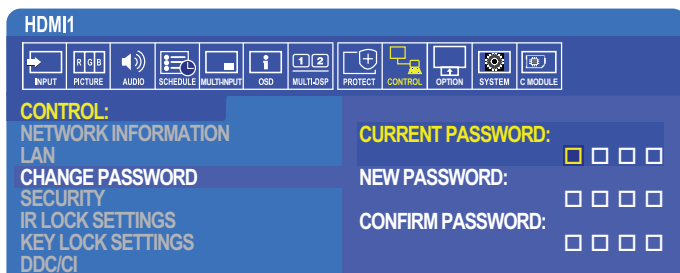 HDMI1
INPUT
RGB
PICTURE
AUDIO
SCHEDULE
MULTI-INPUT
i
OSD
1 2
MULTI-DSP
PROTECT
CONTROL
OPTION
SYSTEM
C MODULE
CONTROL:
NETWORK INFORMATION
LAN
CHANGE PASSWORD
SECURITY
IR LOCK SETTINGS
KEY LOCK SETTINGS
DDC/CI
CURRENT PASSWORD:
NEW PASSWORD:
CONFIRM PASSWORD: